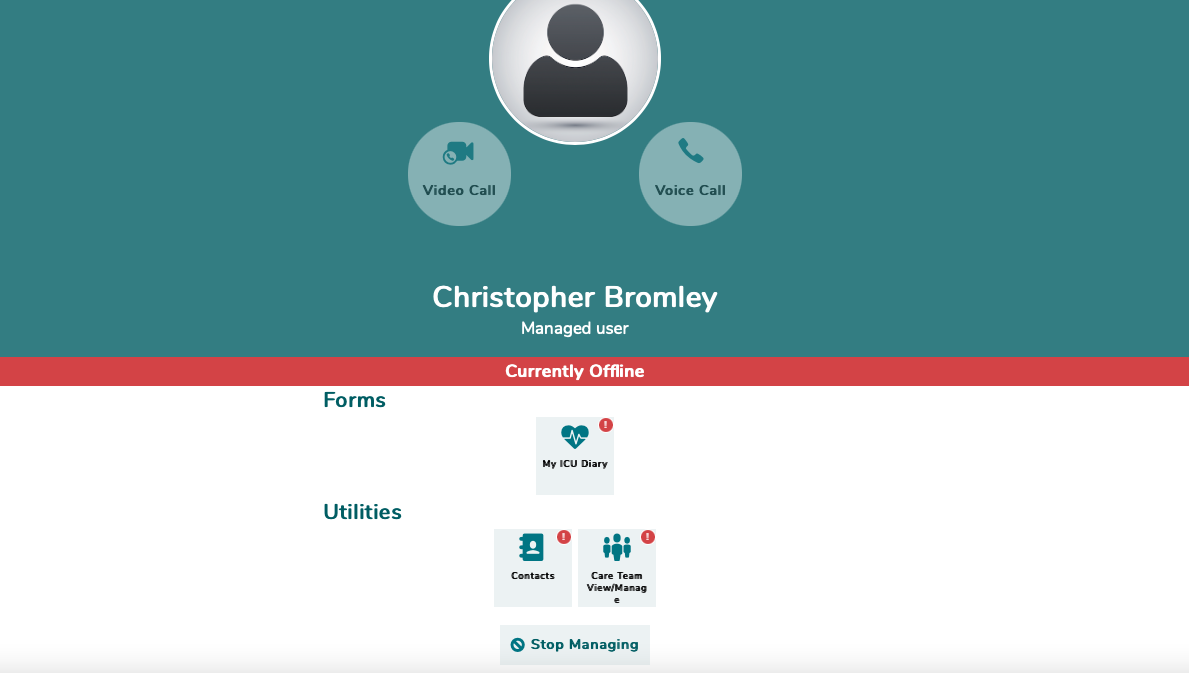 Video Call
Voice Call
Christopher Bromley
Managed user
Currently Offline
Forms
!
My ICU Diary
Utilities
!
Contacts
!
Care Team
View/Manag
e
Stop Managing